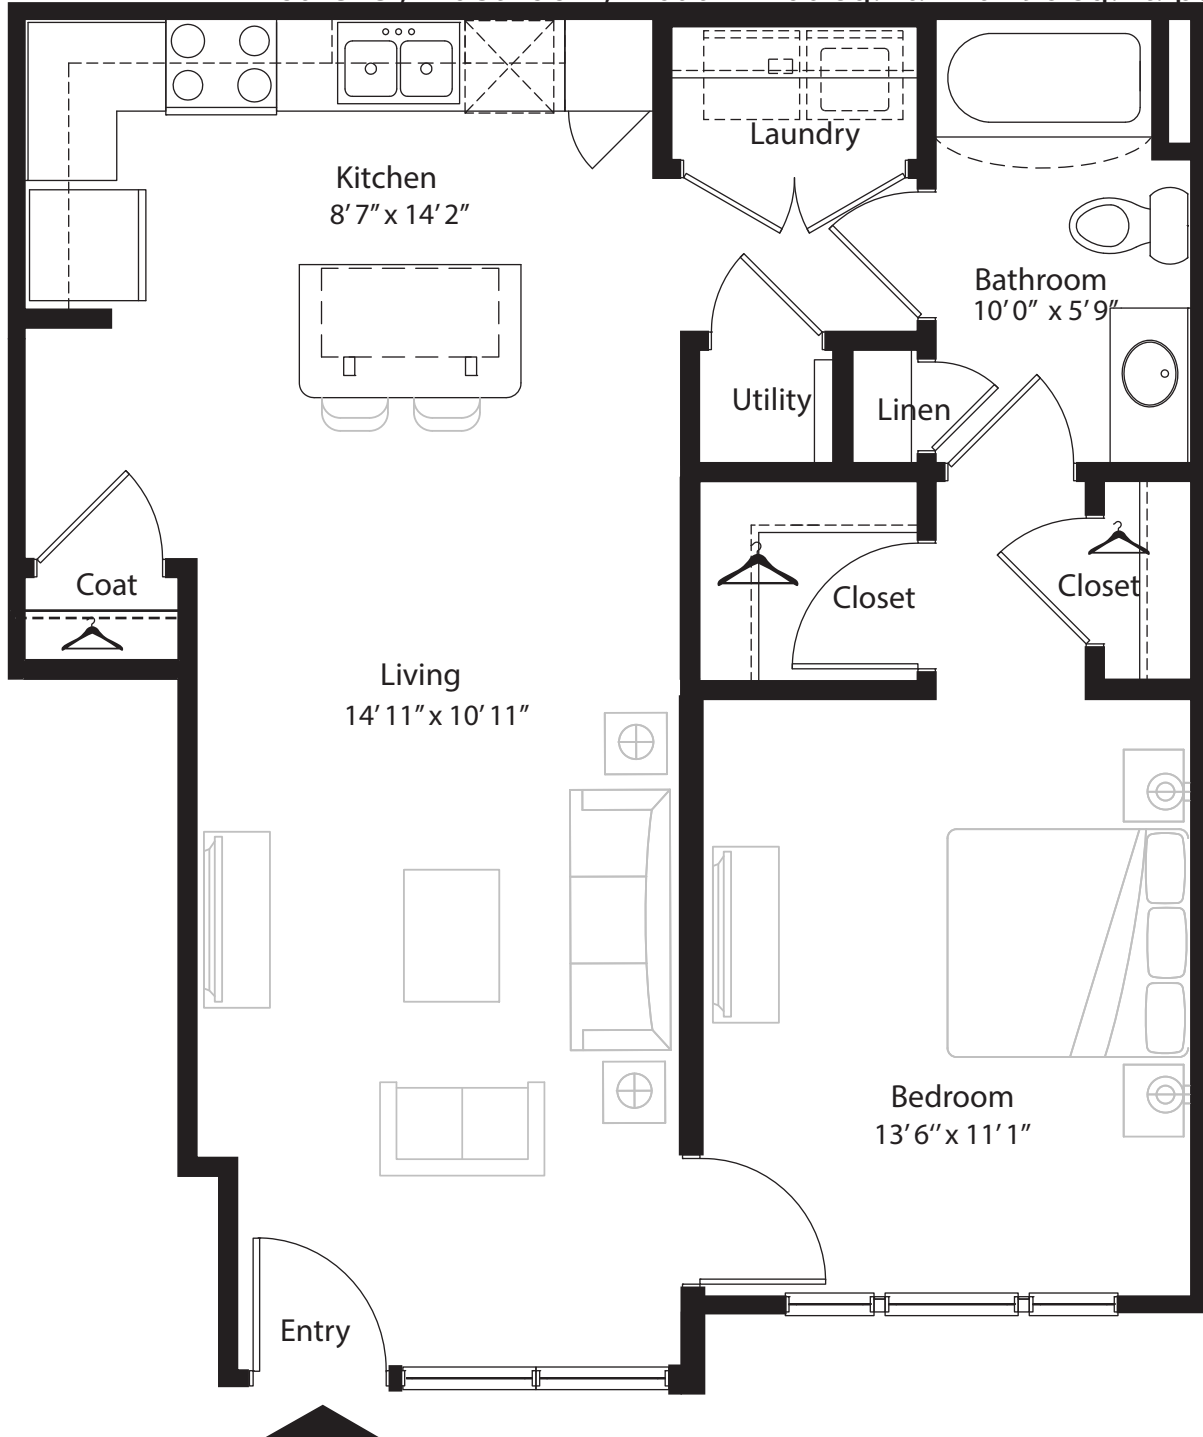 Laundry
Kitchen
8’7” x 14’2”
Bathroom
10’0” x 5’9”
Utility
Linen
Coat
Closet
Closet
Living
14’11” x 10’11”
Bedroom
13’6’’ x 11’1”
Entry